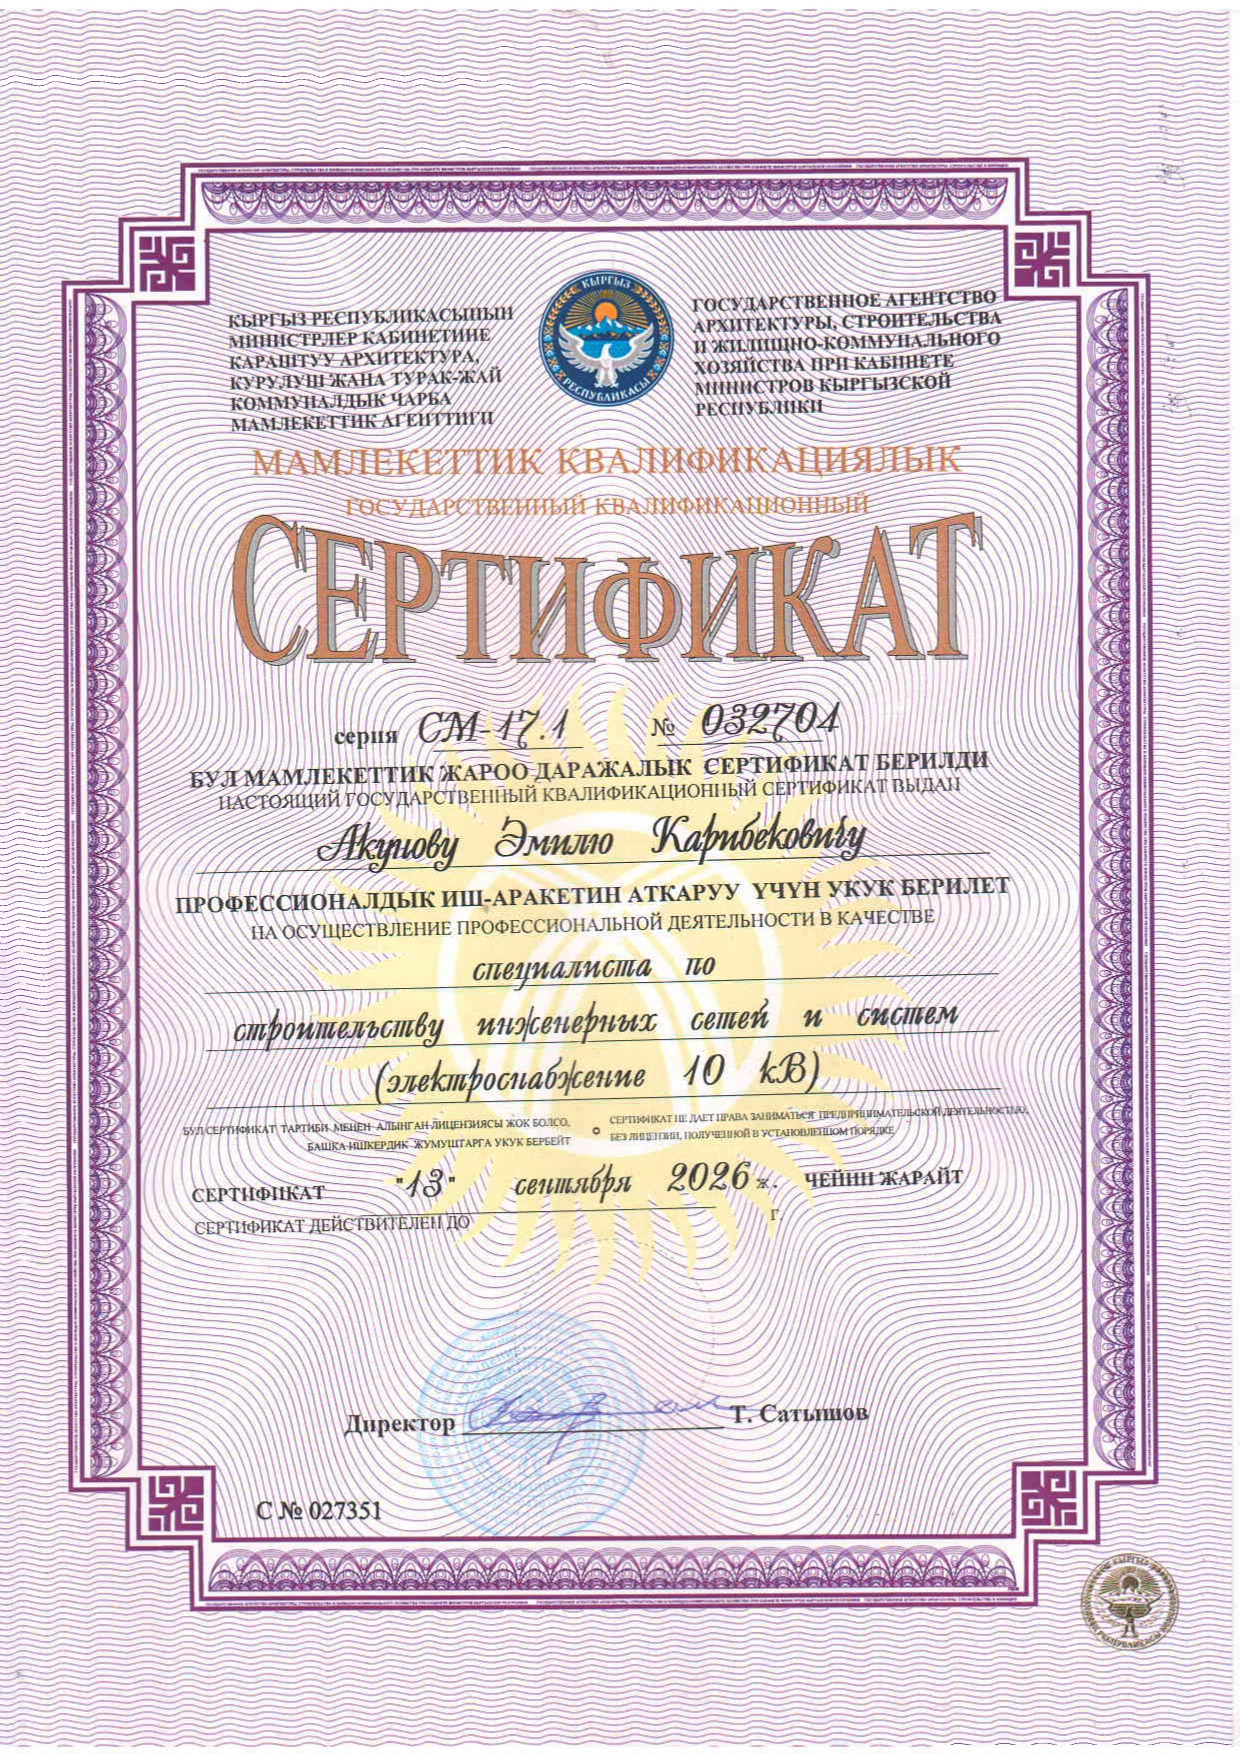 КЫРГЫЗ РЕСПУБЛИКАСЫНЫН
МИНИСТРЛЕР КАБИНЕТИНЕ
КАРАШТУУ АРХИТЕКТУРА,
КУРУЛУШ ЖАНА ТУРАК-ЖАЙ
КОММУНАЛДЫК ЧАРБА
МАМЛЕКЕТТИК АГЕНТТИГИ
КЫРГЫЗ
РЕСПУБЛИКАСЫ
ГОСУДАРСТВЕННОЕ АГЕНТСТВО
АРХИТЕКТУРЫ, СТРОИТЕЛЬСТВА
И ЖИЛИЩНО-КОММУНАЛЬНОГО
ХОЗЯЙСТВА ПРИ КАБИНЕТЕ
МИНИСТРОВ КЫРГЫЗСКОЙ
РЕСПУБЛИКИ
МАМЛЕКЕТТИК КВАЛИФИКАЦИЯЛЫК
ГОСУДАРСТВЕННЫЙ КВАЛИФИКАЦИОННЫЙ
СЕРТИФИКАТ
серия СМ-17.1 № 032704
БУЛ МАМЛЕКЕТТИК ЖАРОО ДАРАЖАЛЫК СЕРТИФИКАТ БЕРИЛДИ
НАСТОЯЩИЙ ГОСУДАРСТВЕННЫЙ КВАЛИФИКАЦИОННЫЙ СЕРТИФИКАТ ВЫДАН
Эмилю Карибековичу
ПРОФЕССИОНАЛДЫК ИШ-АРАКЕТИН АТКАРУУ ҮЧҮН УКУК БЕРИЛЕТ
НА ОСУЩЕСТВЛЕНИЕ ПРОФЕССИОНАЛЬНОЙ ДЕЯТЕЛЬНОСТИ В КАЧЕСТВЕ
специалиста по
строительству инженерных сетей и систем
(электроснабжение 10 кВ)
БУЛ СЕРТИФИКАТ ТАРТИБИ МЕНЕН АЛЫНГАН ЛИЦЕНЗИЯСЫ ЖОК БОЛСО,
БАШКА ИШКЕРДИК ЖУМУШТАРГА УКУК БЕРБЕЙТ
СЕРТИФИКАТ НЕ ДАЕТ ПРАВА ЗАНИМАТЬСЯ ПРЕДПРИНИМАТЕЛЬСКОЙ ДЕЯТЕЛЬНОСТЬЮ,
БЕЗ ЛИЦЕНЗИИ, ПОЛУЧЕННОЙ В УСТАНОВЛЕННОМ ПОРЯДКЕ
СЕРТИФИКАТ "13" сентября 2026 ж. ЧЕЙИН ЖАРАЙТ
СЕРТИФИКАТ ДЕЙСТВИТЕЛЕН ДО г.
Директор Т. Сатышов
С № 027351
КЫРГЫЗ
РЕСПУБЛИКАСЫ